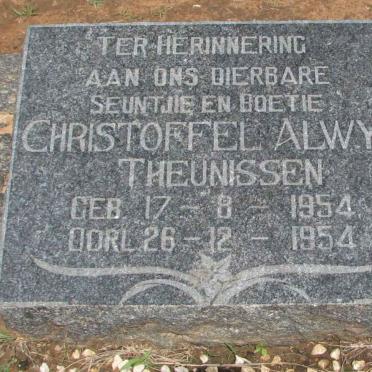 TER HERINNERING
AAN ONS DIERBARE
SEUNTJIE EN BOETIE
CHRISTOFFEL ALWY
THEUNISSEN
GEB. 17 - 8 - 1954
OORL. 26 - 12 - 1954